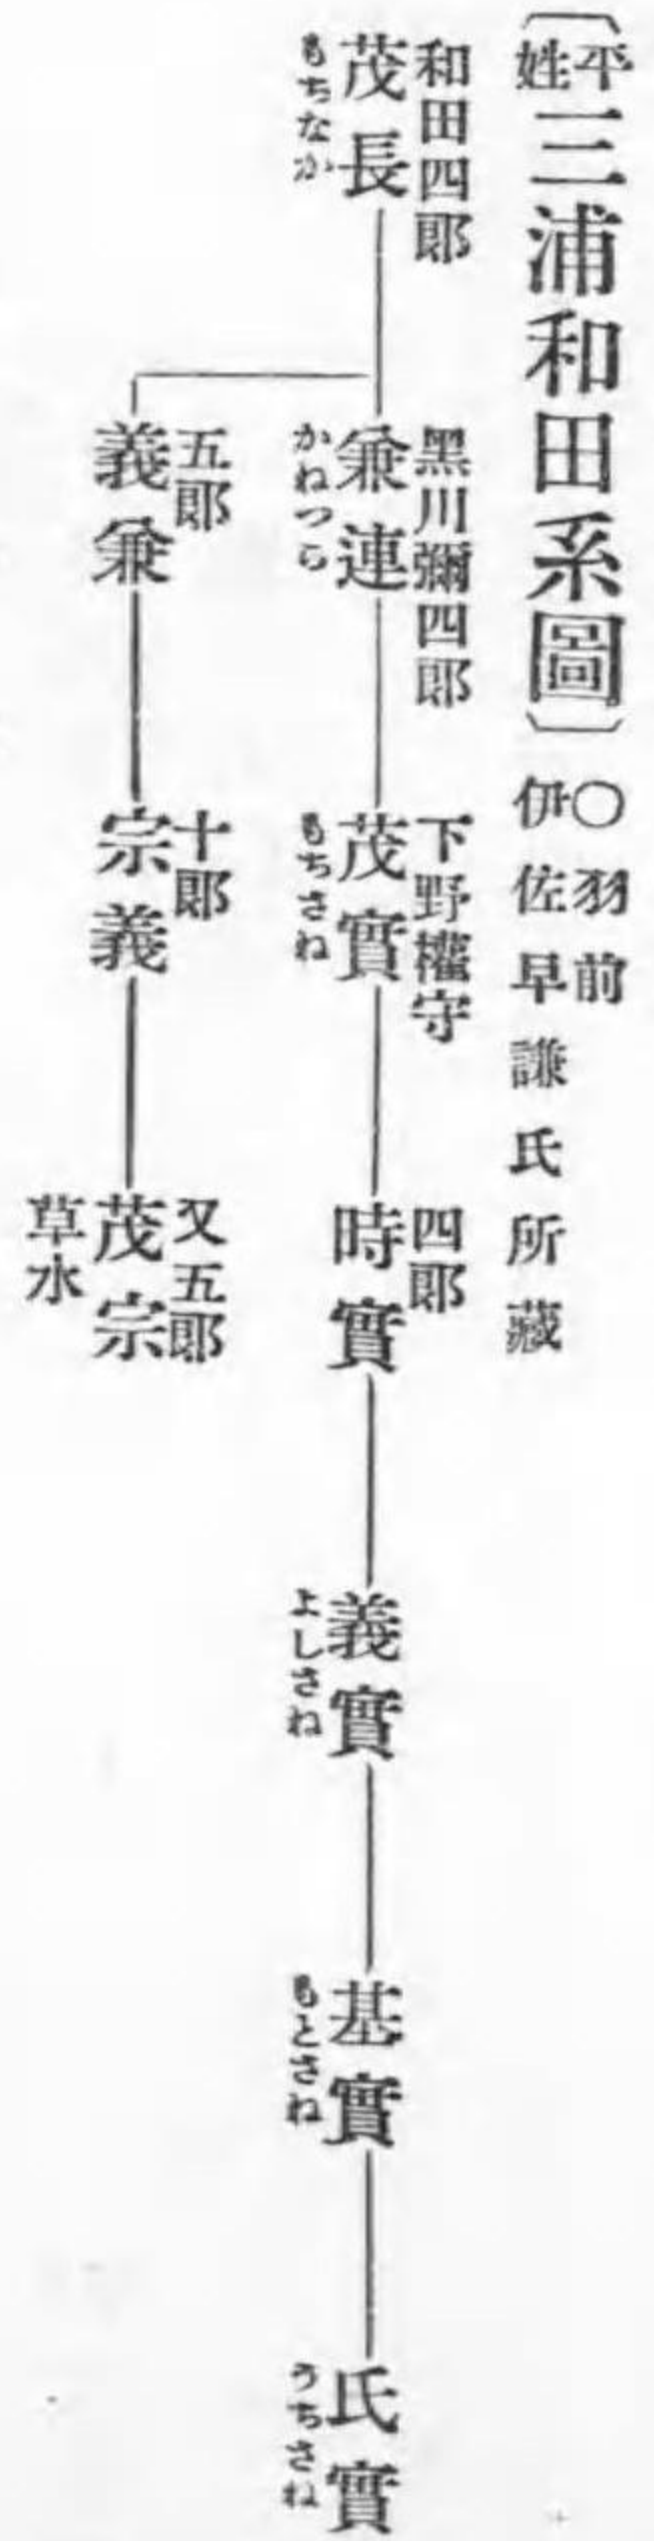 〔平姓三浦和田系圖〕○羽前伊佐早謙氏所藏
和田四郎
茂長
もちなか
黑川彌四郎
兼連
かねつら
下野權守
茂實
もちさね
四郎
時實
義實
よしさね
基實
もとさね
氏實
うちさね
五郎
義兼
十郎
宗義
又五郎
茂宗
草水